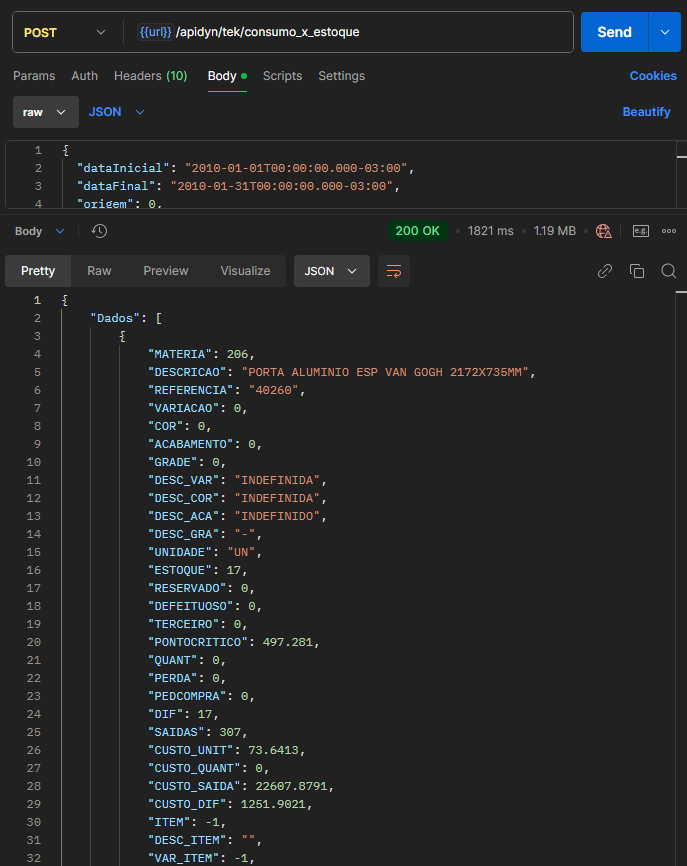 POST {{url}} /apidyn/tek/consumo_x_estoque Send
Params Auth Headers (10) Body Scripts Settings Cookies
raw JSON Beautify
1 {
2 "dataInicial": "2010-01-01T00:00:00.000-03:00",
3 "dataFinal": "2010-01-31T00:00:00.000-03:00",
4 "origem": 0,
Body 200 OK 1821 ms 1.19 MB e.g.
Pretty Raw Preview Visualize JSON
1 {
2 "Dados": [
3 {
4 "MATERIA": 206,
5 "DESCRICAO": "PORTA ALUMINIO ESP VAN GOGH 2172X735MM",
6 "REFERENCIA": "40260",
7 "VARIACAO": 0,
8 "COR": 0,
9 "ACABAMENTO": 0,
10 "GRADE": 0,
11 "DESC_VAR": "INDEFINIDA",
12 "DESC_COR": "INDEFINIDA",
13 "DESC_ACA": "INDEFINIDO",
14 "DESC_GRA": "-",
15 "UNIDADE": "UN",
16 "ESTOQUE": 17,
17 "RESERVADO": 0,
18 "DEFEITUOSO": 0,
19 "TERCEIRO": 0,
20 "PONTOCRITICO": 497.281,
21 "QUANT": 0,
22 "PERDA": 0,
23 "PEDCOMPRA": 0,
24 "DIF": 17,
25 "SAIDAS": 307,
26 "CUSTO_UNIT": 73.6413,
27 "CUSTO_QUANT": 0,
28 "CUSTO_SAIDA": 22607.8791,
29 "CUSTO_DIF": 1251.9021,
30 "ITEM": -1,
31 "DESC_ITEM": "",
32 "VAR_ITEM": -1,